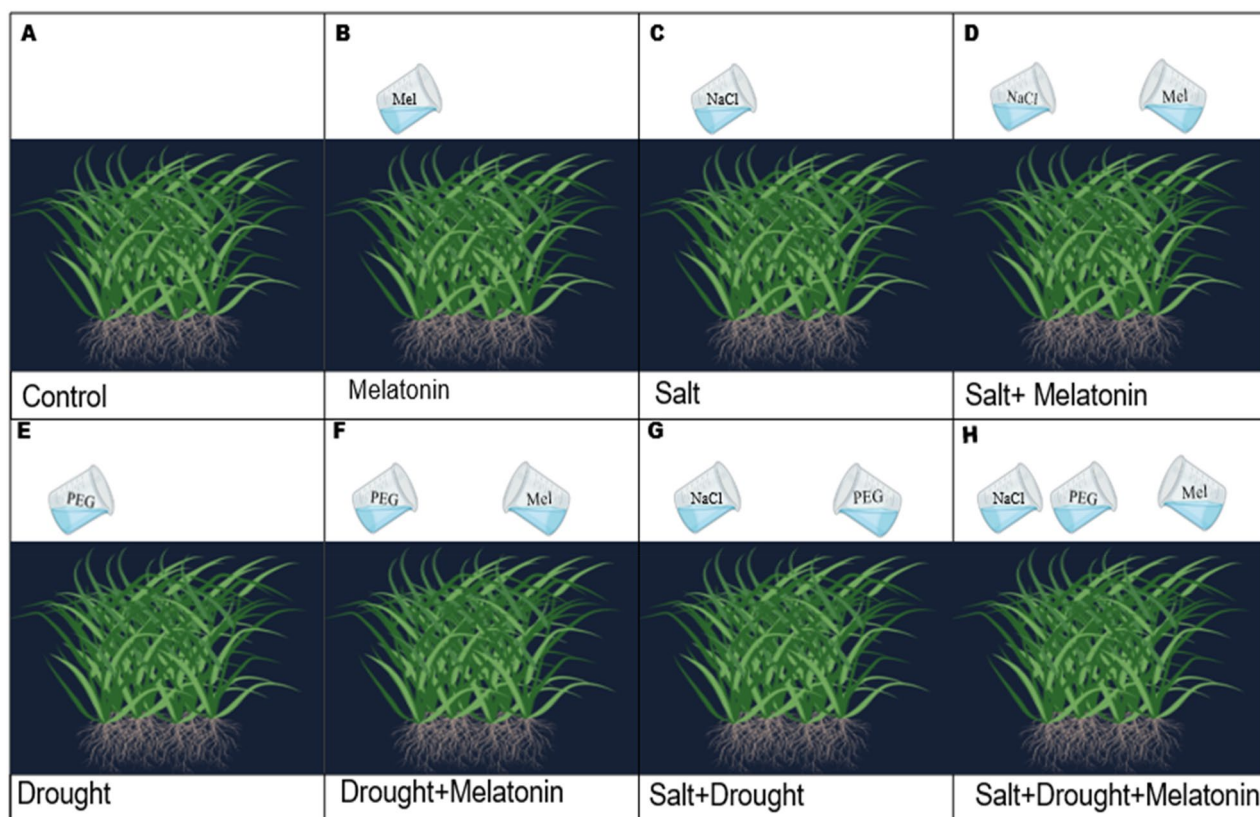 A
B
C
D
Mel
NaCl
NaCl
Mel
Control
Melatonin
Salt
Salt+ Melatonin
E
F
G
H
PEG
PEG
Mel
NaCl
PEG
NaCl
PEG
Mel
Drought
Drought+Melatonin
Salt+Drought
Salt+Drought+Melatonin